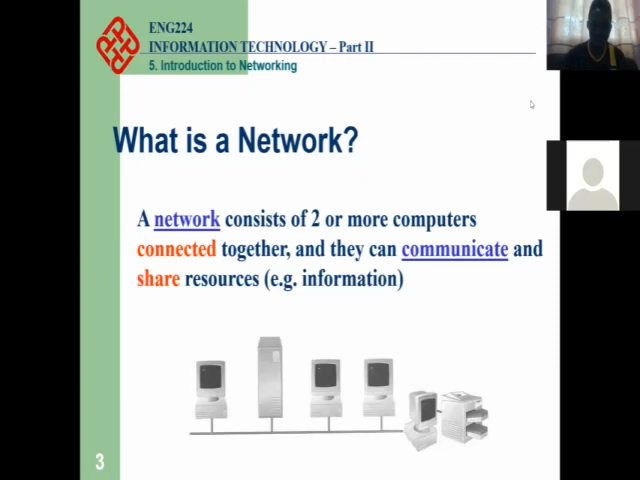 ENG224
INFORMATION TECHNOLOGY – Part II
5. Introduction to Networking
What is a Network?
A network consists of 2 or more computers
connected together, and they can communicate and
share resources (e.g. information)
3